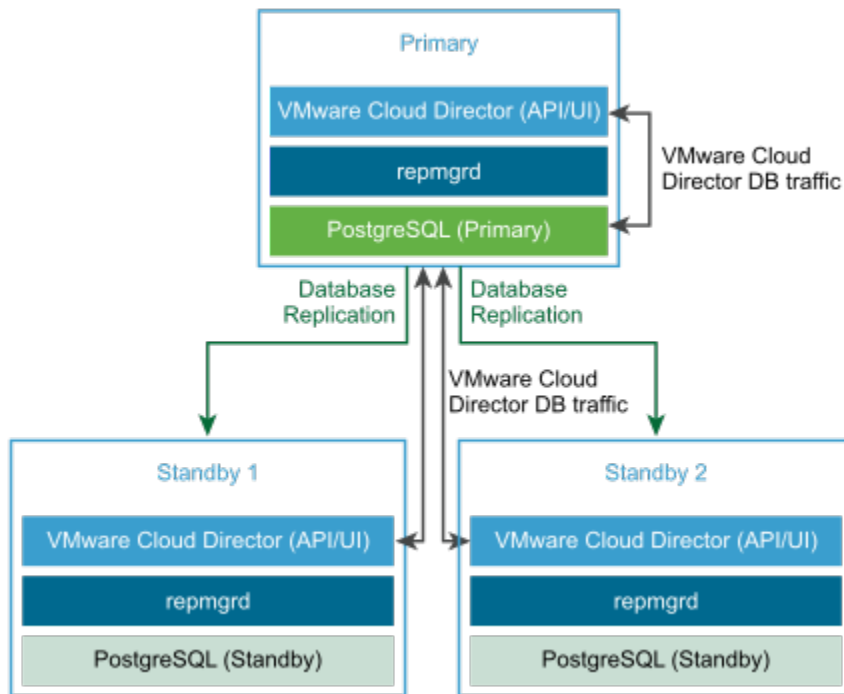 Primary
VMware Cloud Director (API/UI)
repmgrd
PostgreSQL (Primary)
VMware Cloud
Director DB traffic
Database
Replication
Database
Replication
VMware Cloud
Director DB traffic
Standby 1
VMware Cloud Director (API/UI)
repmgrd
PostgreSQL (Standby)
Standby 2
VMware Cloud Director (API/UI)
repmgrd
PostgreSQL (Standby)